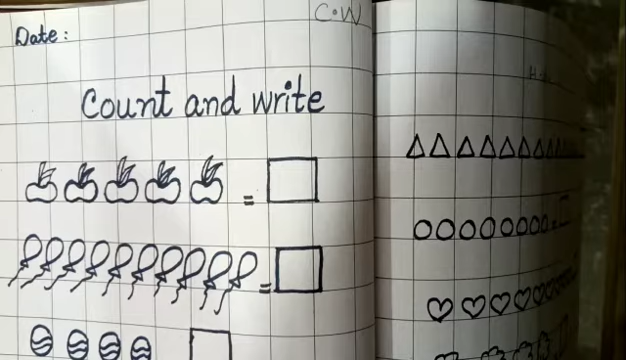 C.W
Date:
Count and write
=
=